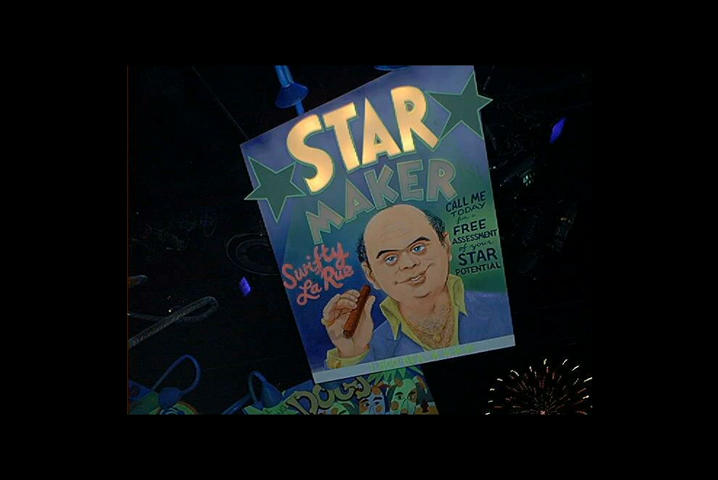 STAR
MAKER
CALL ME
TODAY
for a
FREE
ASSESSMENT
of your
STAR
POTENTIAL
Swifty
La Rue